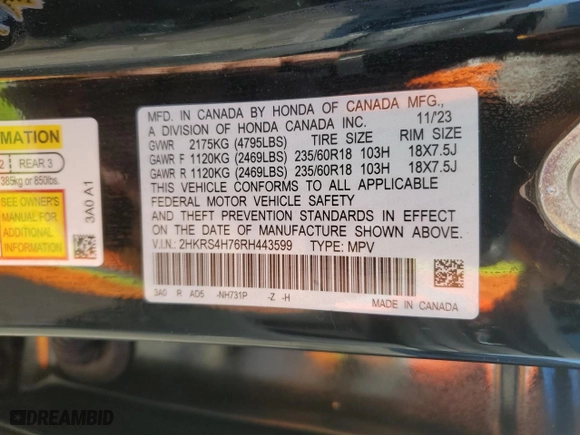 MFD. IN CANADA BY HONDA OF CANADA MFG.,
A DIVISION OF HONDA CANADA INC. 11/23
GVWR 2175KG (4795LBS) TIRE SIZE RIM SIZE
GAWR F 1120KG (2469LBS) 235/60R18 103H 18X7.5J
GAWR R 1120KG (2469LBS) 235/60R18 103H 18X7.5J
THIS VEHICLE CONFORMS TO ALL APPLICABLE
FEDERAL MOTOR VEHICLE SAFETY
AND THEFT PREVENTION STANDARDS IN EFFECT
ON THE DATE OF MANUFACTURE SHOWN ABOVE.
V.I.N.: 2HKRS4H76RH443599 TYPE: MPV
3A0 R AD5 -NH731P -Z -H
MADE IN CANADA
2 REAR 3
385kg or 850lbs.
SEE OWNER'S
MANUAL FOR
ADDITIONAL
3A0 A1
DREAMBID